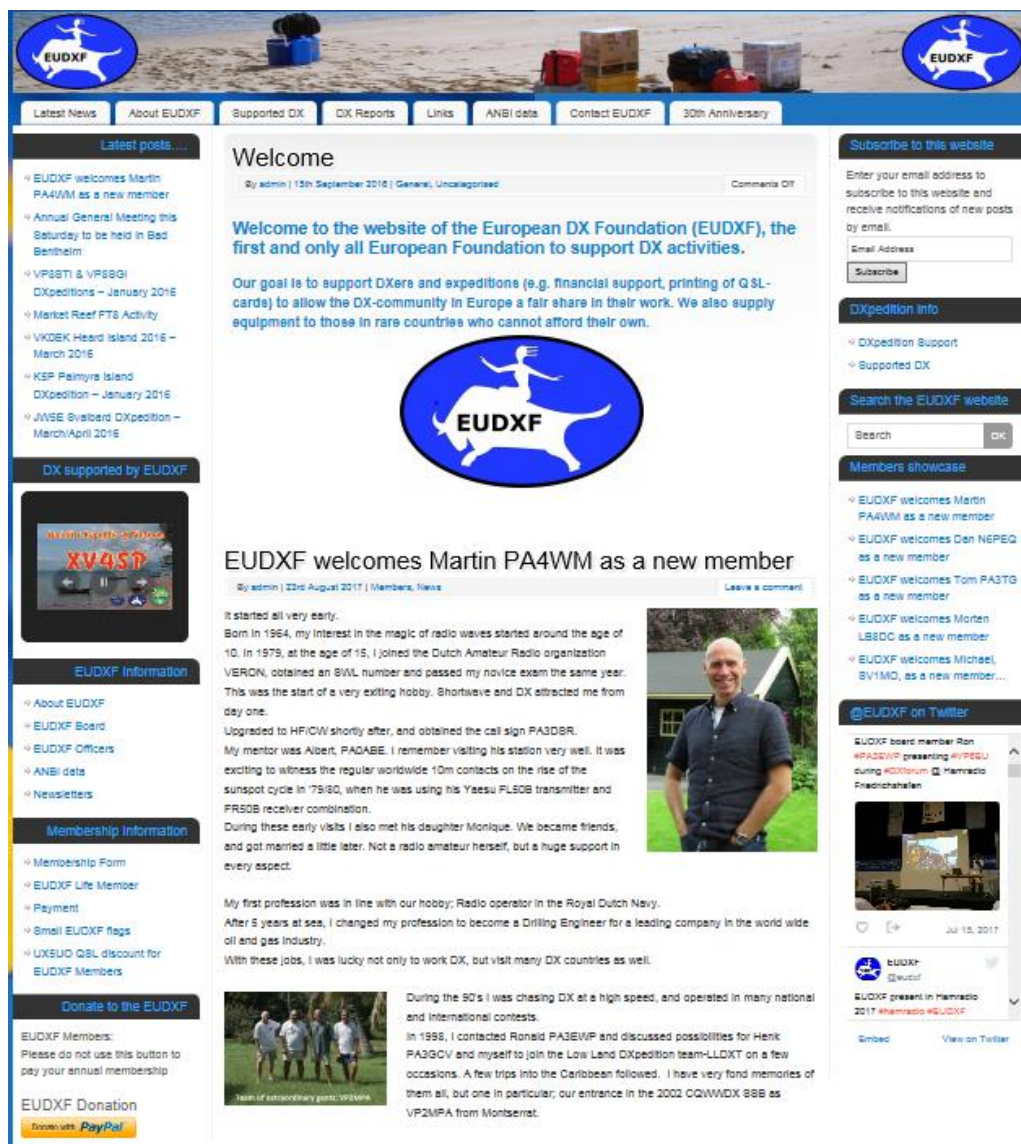 EUDXF
EUDXF
Latest News
About EUDXF
Supported DX
DX Reports
Links
ANBI data
Contact EUDXF
30th Anniversary
Latest posts....
EUDXF welcomes Martin
PA4WM as a new member
Annual General Meeting this
Saturday to be held in Bad
Bentheim
VP8STI & VP8SGI
DXpeditions – January 2016
Market Reef FT8 Activity
VK0EK Heard Island 2016 –
March 2016
K5P Palmyra Island
DXpedition – January 2016
JW5E Svalbard DXpedition –
March/April 2016
DX supported by EUDXF
XV4SP
EUDXF Information
About EUDXF
EUDXF Board
EUDXF Officers
ANBI data
Newsletters
Membership Information
Membership Form
EUDXF Life Member
Payment
Small EUDXF flags
UX5UO QSL discount for
EUDXF Members
Donate to the EUDXF
EUDXF Members:
Please do not use this button to
pay your annual membership
EUDXF Donation
Donate with PayPal
Welcome
By admin | 15th September 2016 | General, Uncategorised
Comments Off
Welcome to the website of the European DX Foundation (EUDXF), the
first and only all European Foundation to support DX activities.
Our goal is to support DXers and expeditions (e.g. financial support, printing of QSL-
cards) to allow the DX-community in Europe a fair share in their work. We also supply
equipment to those in rare countries who cannot afford their own.
EUDXF
EUDXF welcomes Martin PA4WM as a new member
By admin | 23rd August 2017 | Members, News
Leave a comment
It started all very early.
Born in 1964, my interest in the magic of radio waves started around the age of
10. In 1979, at the age of 15, I joined the Dutch Amateur Radio organization
VERON, obtained an SWL number and passed my novice exam the same year.
This was the start of a very exiting hobby. Shortwave and DX attracted me from
day one.
Upgraded to HF/CW shortly after, and obtained the call sign PA3DSR.
My mentor was Albert, PA0ABE. I remember visiting his station very well. It was
exciting to witness the regular worldwide 10m contacts on the rise of the
sunspot cycle in '79/80, when he was using his Yaesu FL50B transmitter and
FR50B receiver combination.
During these early visits I also met his daughter Monique. We became friends,
and got married a little later. Not a radio amateur herself, but a huge support in
every aspect.
My first profession was in line with our hobby; Radio operator in the Royal Dutch Navy.
After 5 years at sea, I changed my profession to become a Drilling Engineer for a leading company in the world wide
oil and gas industry.
With these jobs, I was lucky not only to work DX, but visit many DX countries as well.
Team of extraordinary gents: VP2MPA
During the 90's I was chasing DX at a high speed, and operated in many national
and international contests.
In 1998, I contacted Ronald PA3EWP and discussed possibilities for Henk
PA3GCV and myself to join the Low Land DXpedition team-LLDXT on a few
occasions. A few trips into the Caribbean followed. I have very fond memories of
them all, but one in particular; our entrance in the 2002 CQWWDX SSB as
VP2MPA from Montserrat.
Subscribe to this website
Enter your email address to
subscribe to this website and
receive notifications of new posts
by email.
Email Address
Subscribe
DXpedition Info
DXpedition Support
Supported DX
Search the EUDXF website
Search
OK
Members showcase
EUDXF welcomes Martin
PA4WM as a new member
EUDXF welcomes Dan N6PEQ
as a new member
EUDXF welcomes Tom PA3TG
as a new member
EUDXF welcomes Morten
LB8DC as a new member
EUDXF welcomes Michael,
SV1MO, as a new member...
@EUDXF on Twitter
EUDXF board member Ron
#PA3EWP presenting #VP6EU
during #DXforum @ Hamradio
Friedrichshafen
Jul 15, 2017
EUDXF
@eudxf
EUDXF present in Hamradio
2017 #hamradio #EUDXF
Embed
View on Twitter